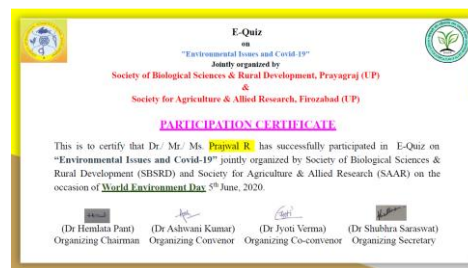 E-Quiz
on
"Environmental Issues and Covid-19"
Jointly organized by
Society of Biological Sciences & Rural Development, Prayagraj (UP)
&
Society for Agriculture & Allied Research, Firozabad (UP)
PARTICIPATION CERTIFICATE
This is to certify that Dr./ Mr./ Ms. Prajwal R. has successfully participated in E-Quiz on
"Environmental Issues and Covid-19" jointly organized by Society of Biological Sciences &
Rural Development (SBSRD) and Society for Agriculture & Allied Research (SAAR) on the
occasion of World Environment Day 5th June, 2020.
(Dr Hemlata Pant) (Dr Ashwani Kumar) (Dr Jyoti Verma) (Dr Shubhra Saraswat)
Organizing Chairman Organizing Convenor Organizing Co-convenor Organizing Secretary